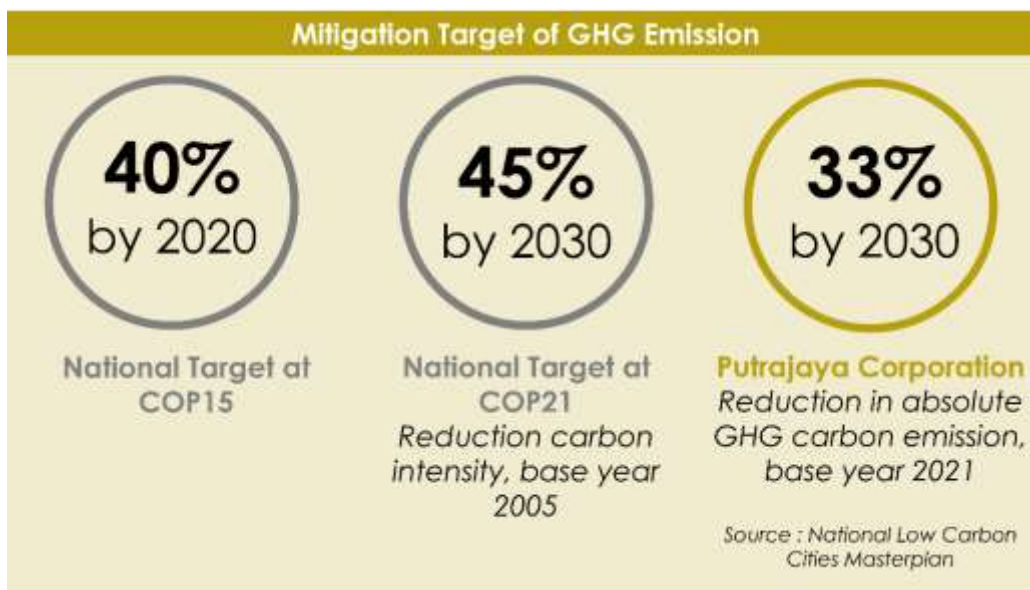 Mitigation Target of GHG Emission
40%
by 2020
National Target at
COP15
45%
by 2030
National Target at
COP21
Reduction carbon
intensity, base year
2005
33%
by 2030
Putrajaya Corporation
Reduction in absolute
GHG carbon emission,
base year 2021
Source : National Low Carbon
Cities Masterplan